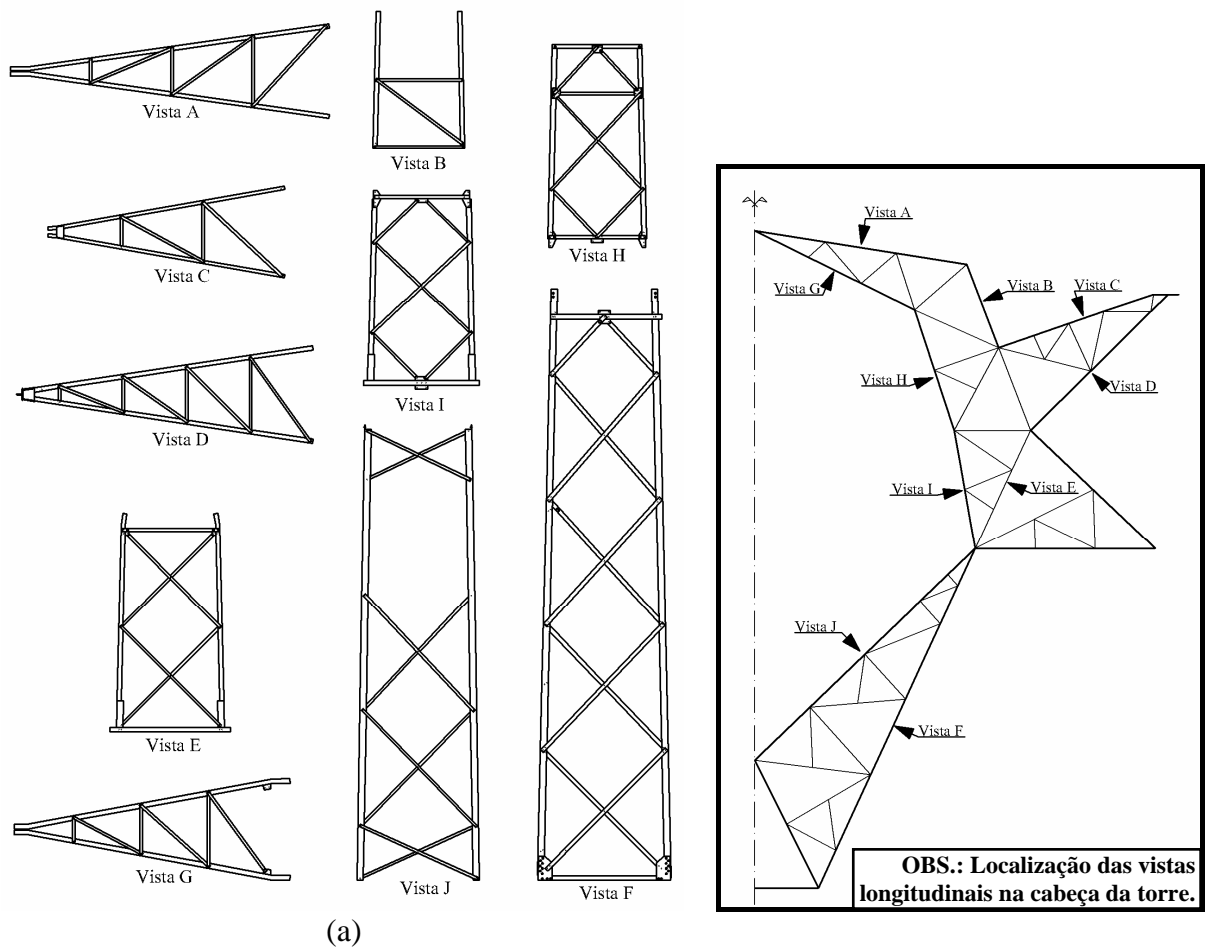 Vista A
Vista B
Vista C
Vista H
Vista I
Vista D
Vista E
Vista G
Vista J
Vista F
(a)
Vista A
Vista G
Vista B
Vista C
Vista H
Vista D
Vista I
Vista E
Vista J
Vista F
OBS.: Localização das vistas
longitudinais na cabeça da torre.